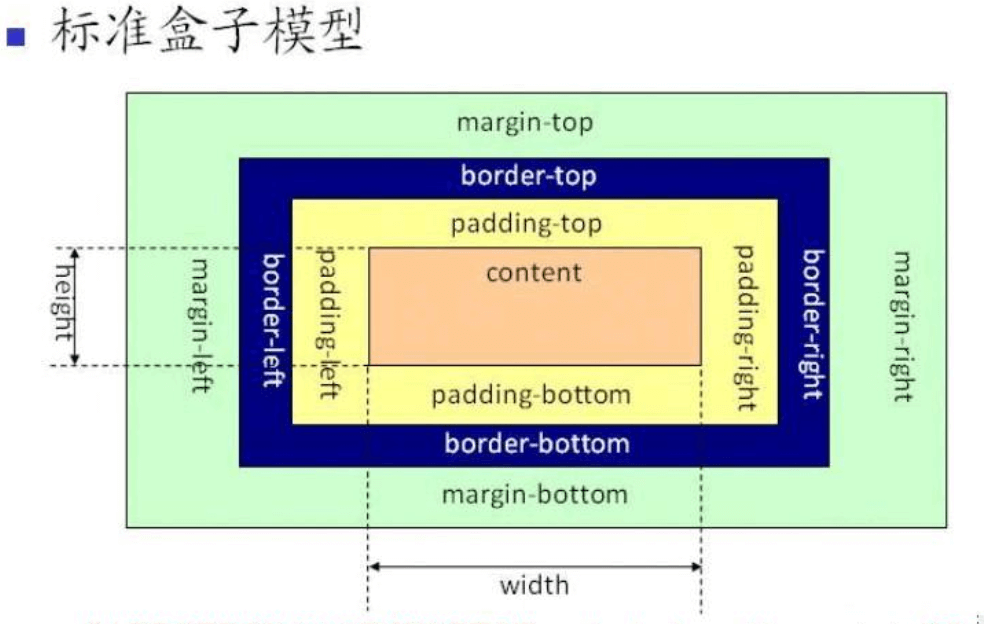 标准盒子模型
margin-top
border-top
padding-top
content
height
margin-left
border-left
padding-left
padding-right
border-right
margin-right
padding-bottom
border-bottom
margin-bottom
width